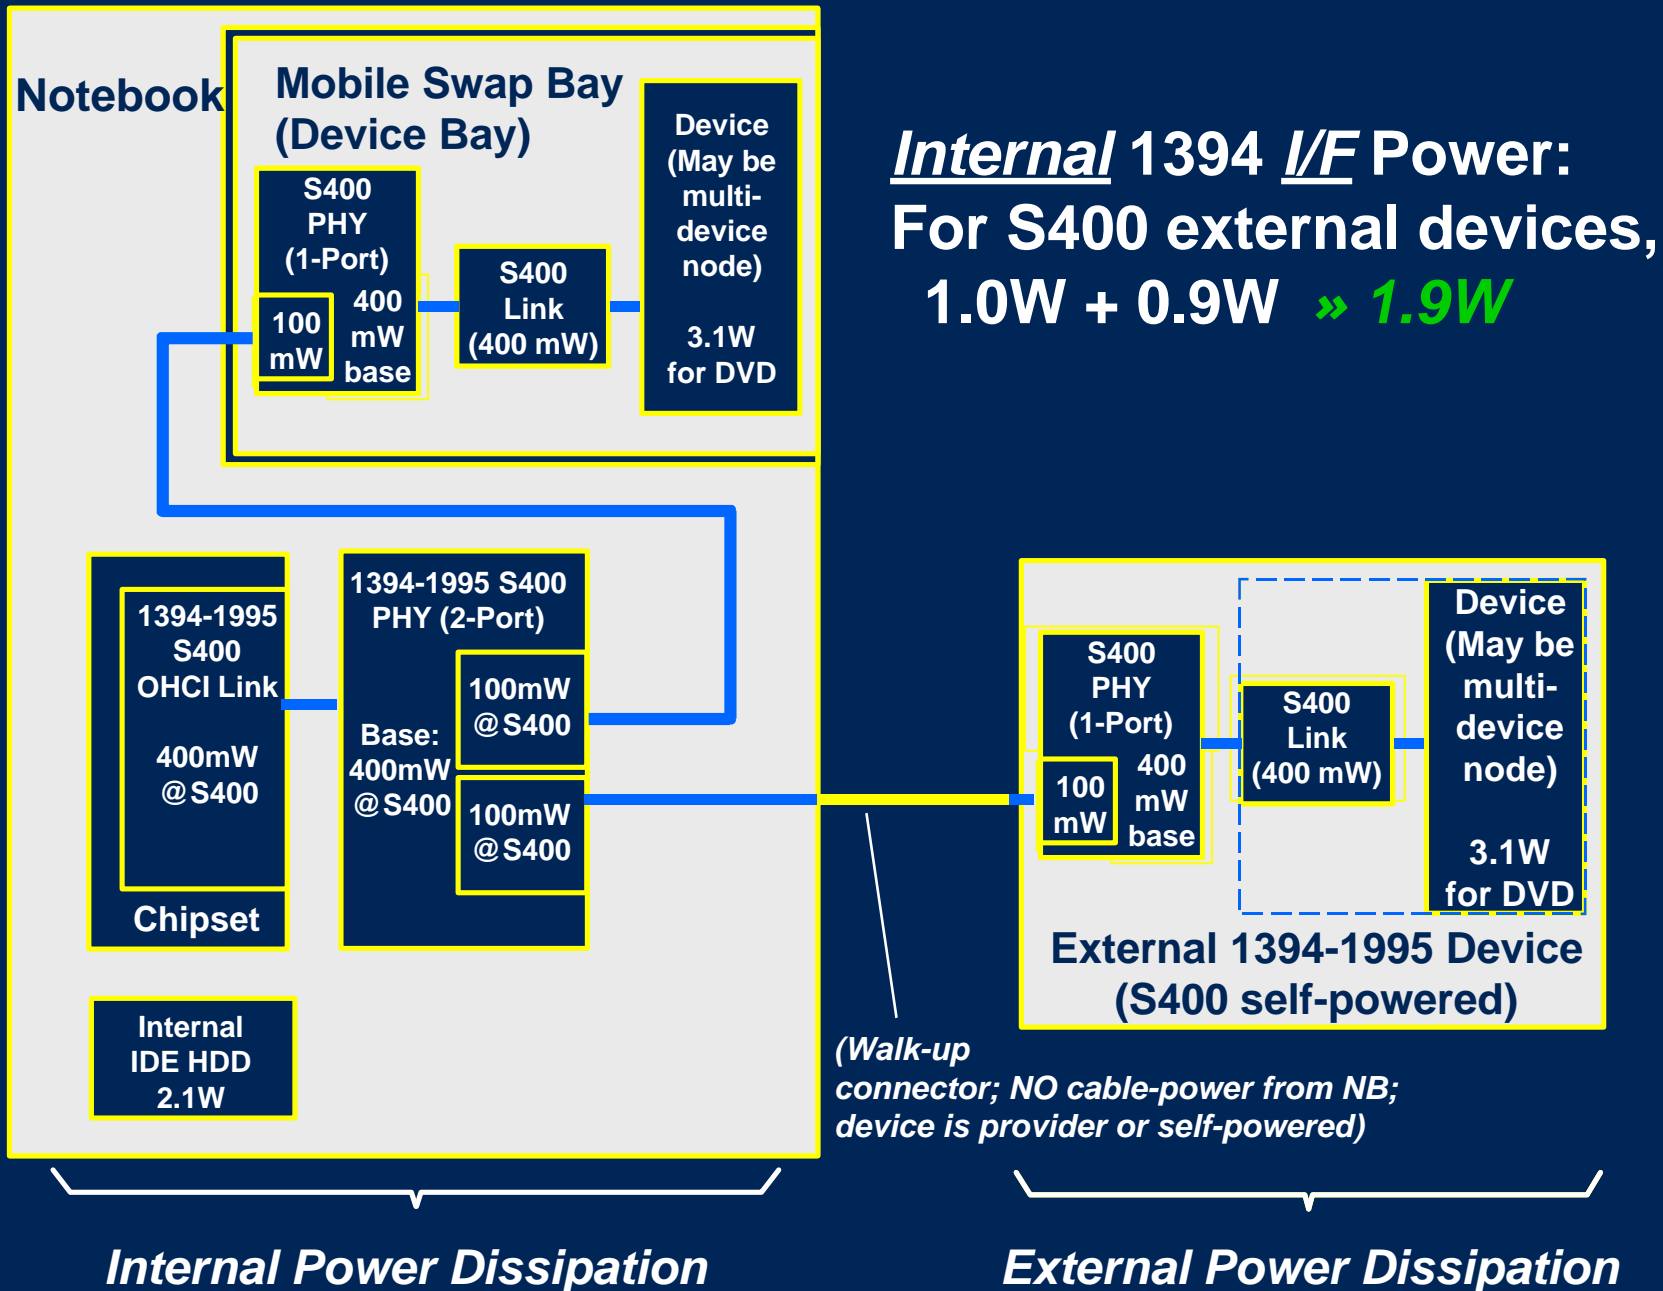 Notebook
Mobile Swap Bay
(Device Bay)
S400
PHY
(1-Port)
100
mW
400
mW
base
S400
Link
(400 mW)
Device
(May be
multi-
device
node)
3.1W
for DVD
Internal 1394 I/F Power:
For S400 external devices,
1.0W + 0.9W » 1.9W
1394-1995
S400
OHCI Link
400mW
@S400
Chipset
1394-1995 S400
PHY (2-Port)
Base:
400mW
@S400
100mW
@S400
100mW
@S400
Internal
IDE HDD
2.1W
S400
PHY
(1-Port)
100
mW
400
mW
base
S400
Link
(400 mW)
Device
(May be
multi-
device
node)
3.1W
for DVD
External 1394-1995 Device
(S400 self-powered)
(Walk-up
connector; NO cable-power from NB;
device is provider or self-powered)
Internal Power Dissipation
External Power Dissipation